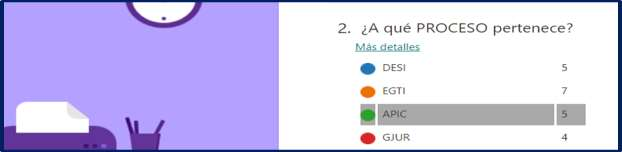 2. ¿A qué PROCESO pertenece?
Más detalles
DESI 5
EGTI 7
APIC 5
GJUR 4